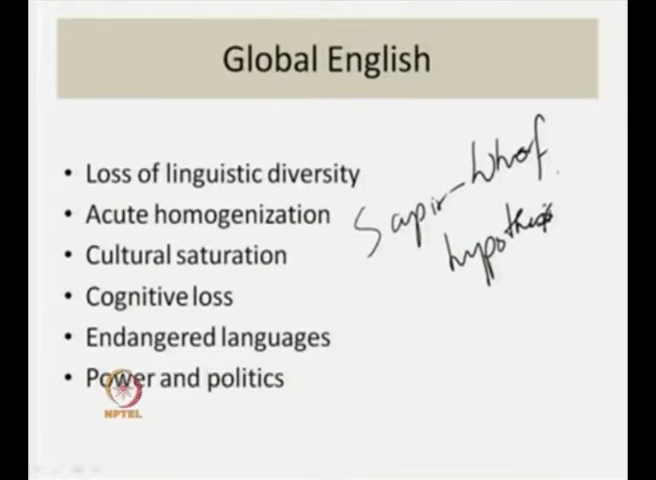 Global English
• Loss of linguistic diversity
• Acute homogenization
• Cultural saturation
• Cognitive loss
• Endangered languages
• Power and politics
Sapir-Whof
hypothis
NPTEL